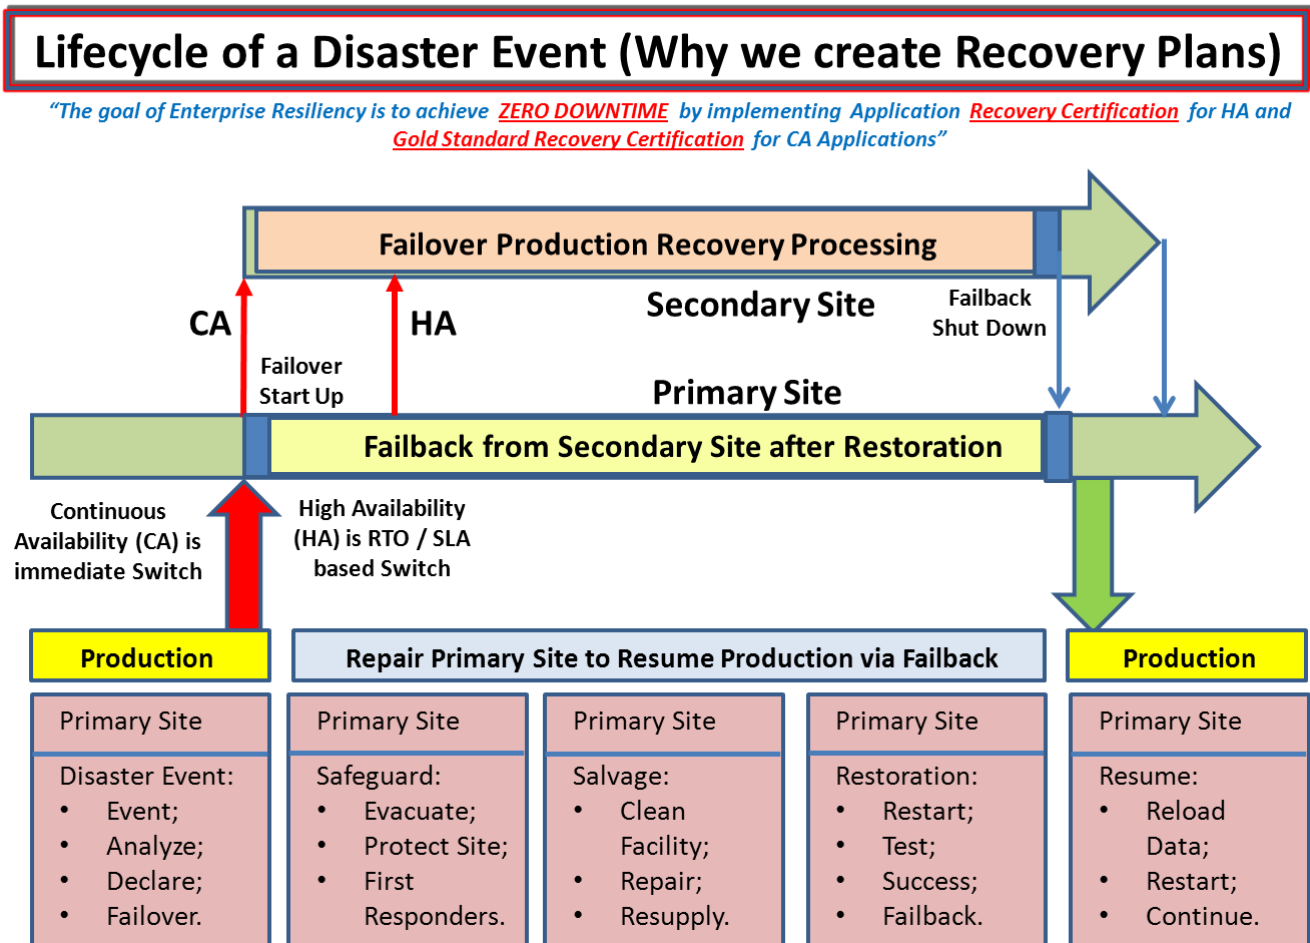 Lifecycle of a Disaster Event (Why we create Recovery Plans)
“The goal of Enterprise Resiliency is to achieve ZERO DOWNTIME by implementing Application Recovery Certification for HA and
Gold Standard Recovery Certification for CA Applications”
Failover Production Recovery Processing
CA
HA
Secondary Site
Failback
Shut Down
Failover
Start Up
Primary Site
Failback from Secondary Site after Restoration
Continuous
Availability (CA) is
immediate Switch
High Availability
(HA) is RTO / SLA
based Switch
Production
Repair Primary Site to Resume Production via Failback
Production
Primary Site
Disaster Event:
• Event;
• Analyze;
• Declare;
• Failover.
Primary Site
Safeguard:
• Evacuate;
• Protect Site;
• First
Responders.
Primary Site
Salvage:
• Clean
Facility;
• Repair;
• Resupply.
Primary Site
Restoration:
• Restart;
• Test;
• Success;
• Failback.
Primary Site
Resume:
• Reload
Data;
• Restart;
• Continue.